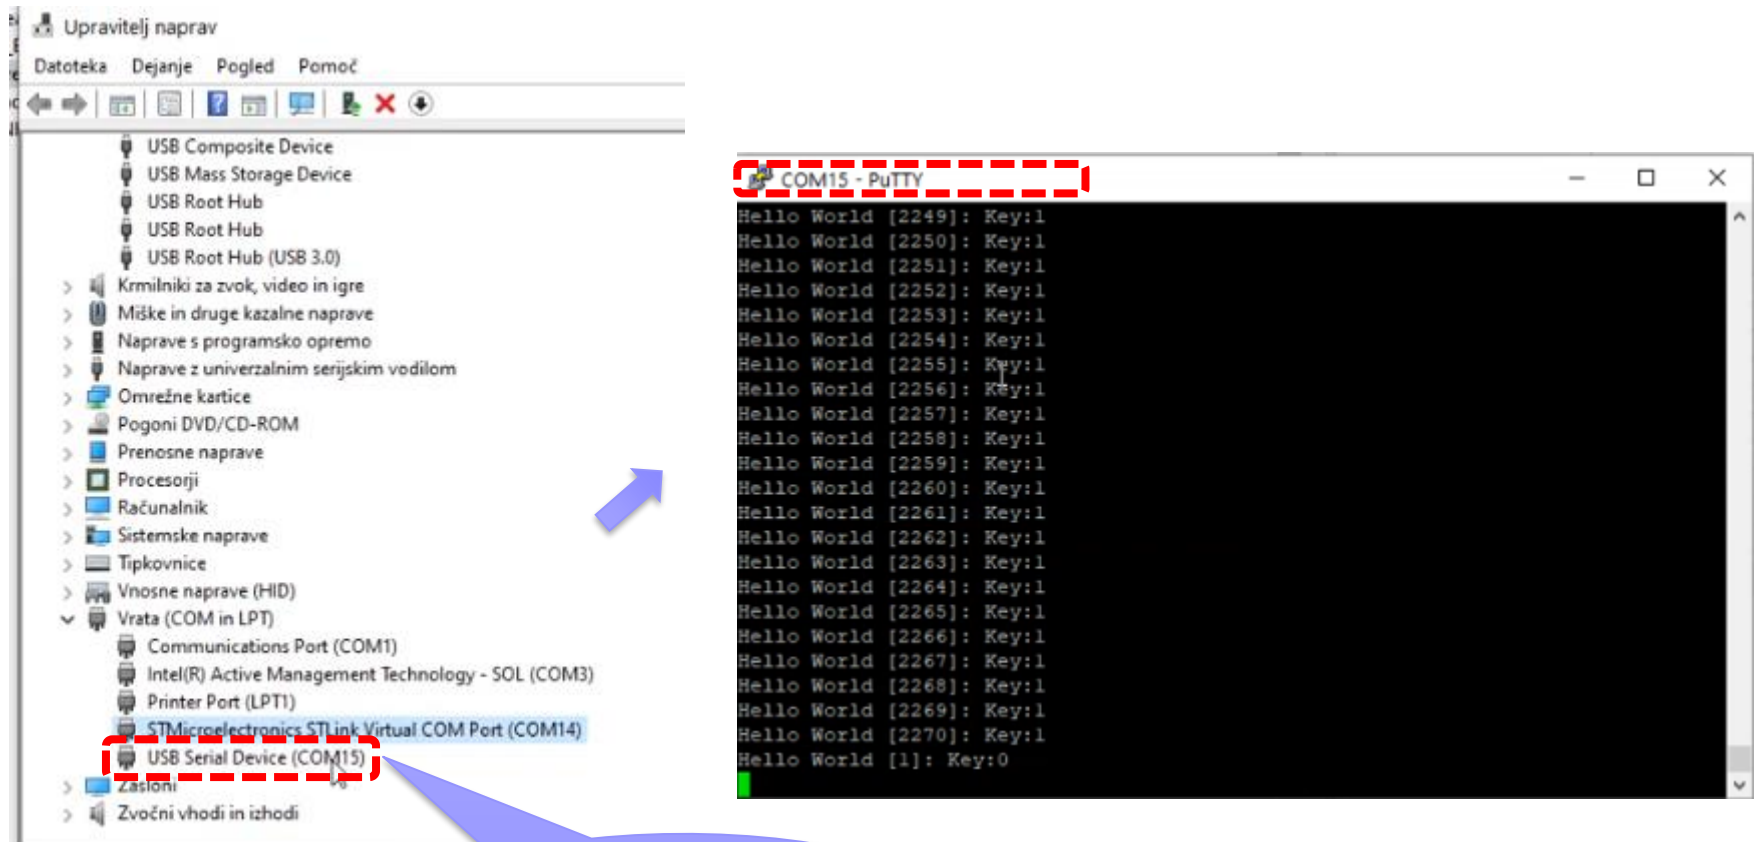 Upravitelj naprav
Datoteka Dejanje Pogled Pomoč
USB Composite Device
USB Mass Storage Device
USB Root Hub
USB Root Hub
USB Root Hub (USB 3.0)
Krmilniki za zvok, video in igre
Miške in druge kazalne naprave
Naprave s programsko opremo
Naprave z univerzalnim serijskim vodilom
Omrežne kartice
Pogoni DVD/CD-ROM
Prenosne naprave
Procesorji
Računalnik
Sistemske naprave
Tipkovnice
Vnosne naprave (HID)
Vrata (COM in LPT)
Communications Port (COM1)
Intel(R) Active Management Technology - SOL (COM3)
Printer Port (LPT1)
STMicroelectronics STLink Virtual COM Port (COM14)
USB Serial Device (COM15)
Zasloni
Zvočni vhodi in izhodi
COM15 - PuTTY
Hello World [2249]: Key:1
Hello World [2250]: Key:1
Hello World [2251]: Key:1
Hello World [2252]: Key:1
Hello World [2253]: Key:1
Hello World [2254]: Key:1
Hello World [2255]: Key:1
Hello World [2256]: Key:1
Hello World [2257]: Key:1
Hello World [2258]: Key:1
Hello World [2259]: Key:1
Hello World [2260]: Key:1
Hello World [2261]: Key:1
Hello World [2262]: Key:1
Hello World [2263]: Key:1
Hello World [2264]: Key:1
Hello World [2265]: Key:1
Hello World [2266]: Key:1
Hello World [2267]: Key:1
Hello World [2268]: Key:1
Hello World [2269]: Key:1
Hello World [2270]: Key:1
Hello World [1]: Key:0